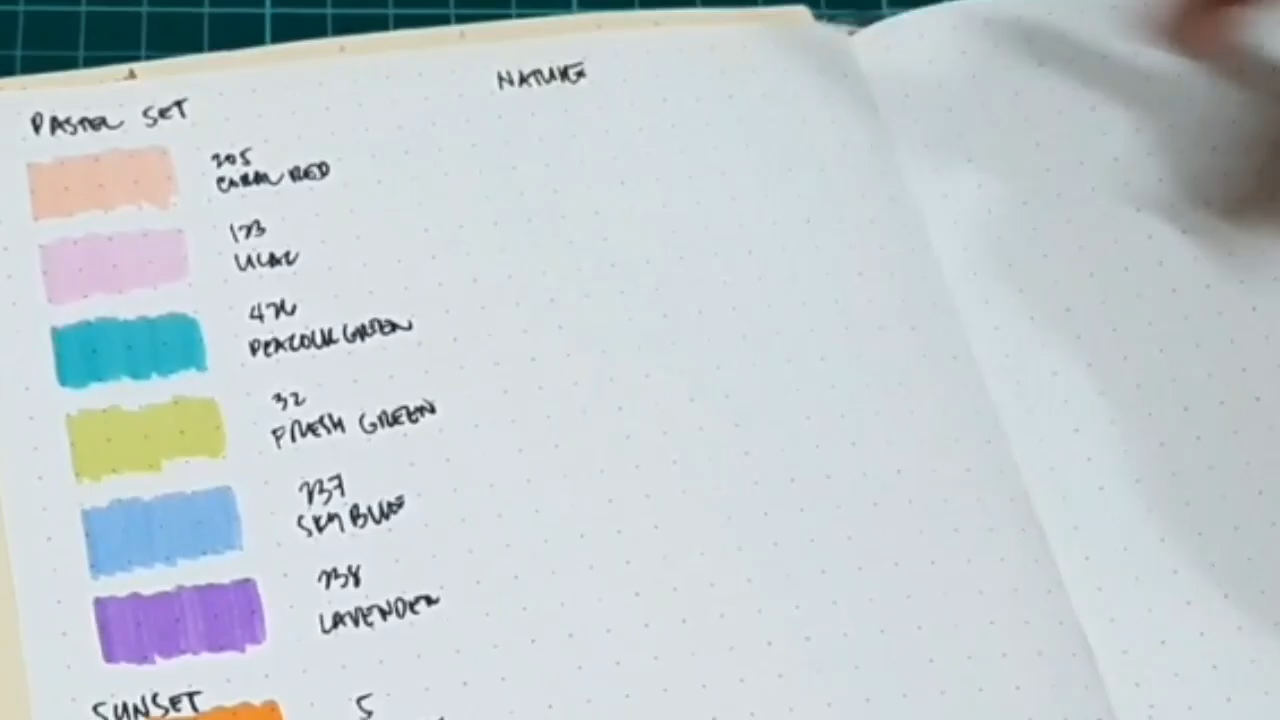 PASTEL SET
205
CORAL RED
173
LILAC
476
PEACOCK GREEN
32
FRESH GREEN
737
SKY BLUE
738
LAVENDER
SUNSET
5
NATURE